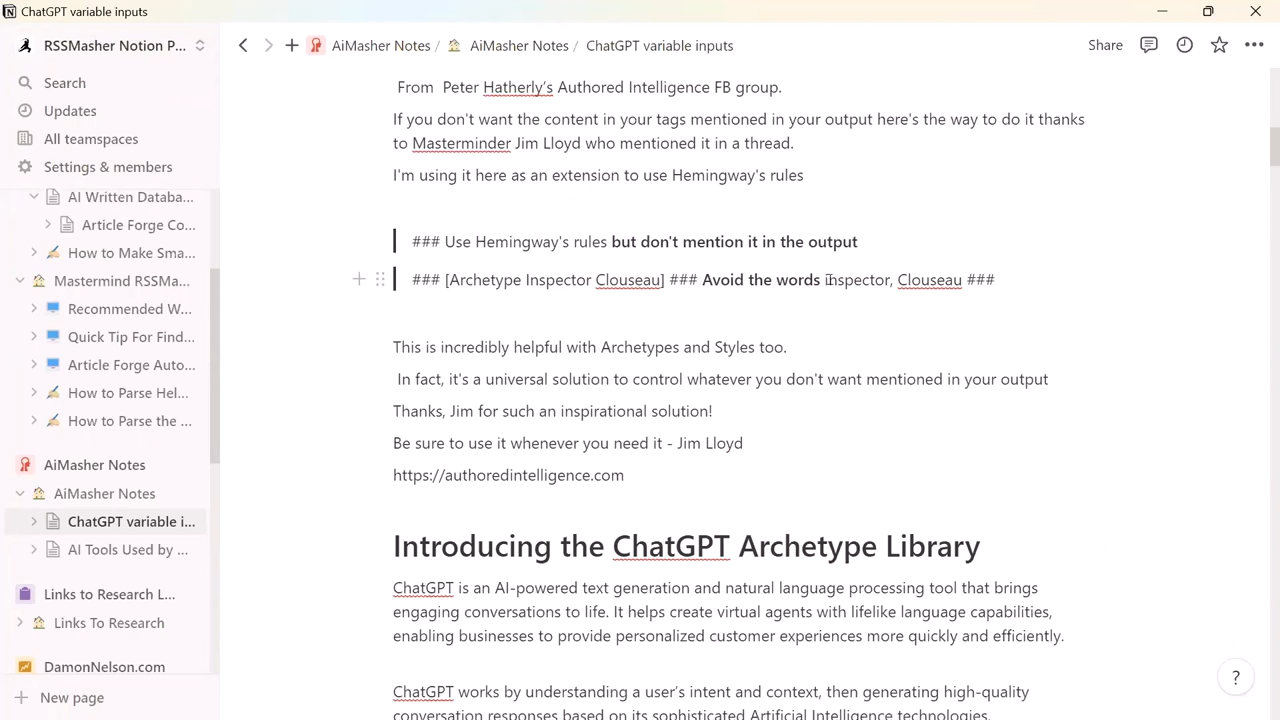 ChatGPT variable inputs
RSSMasher Notion P...
AiMasher Notes / AiMasher Notes / ChatGPT variable inputs
Share
Search
Updates
All teamspaces
Settings & members
AI Written Databa...
Article Forge Co...
How to Make Sma...
Mastermind RSSMa...
Recommended W...
Quick Tip For Find...
Article Forge Auto...
How to Parse Hel...
How to Parse the ...
AiMasher Notes
AiMasher Notes
ChatGPT variable i...
AI Tools Used by ...
Links to Research L...
Links To Research
DamonNelson.com
New page
From Peter Hatherly's Authored Intelligence FB group.
If you don't want the content in your tags mentioned in your output here's the way to do it thanks
to Masterminder Jim Lloyd who mentioned it in a thread.
I'm using it here as an extension to use Hemingway's rules
### Use Hemingway's rules but don't mention it in the output
### [Archetype Inspector Clouseau] ### Avoid the words Inspector, Clouseau ###
This is incredibly helpful with Archetypes and Styles too.
In fact, it's a universal solution to control whatever you don't want mentioned in your output
Thanks, Jim for such an inspirational solution!
Be sure to use it whenever you need it - Jim Lloyd
https://authoredintelligence.com
Introducing the ChatGPT Archetype Library
ChatGPT is an AI-powered text generation and natural language processing tool that brings
engaging conversations to life. It helps create virtual agents with lifelike language capabilities,
enabling businesses to provide personalized customer experiences more quickly and efficiently.
ChatGPT works by understanding a user's intent and context, then generating high-quality
conversation responses based on its sophisticated Artificial Intelligence technologies.
?